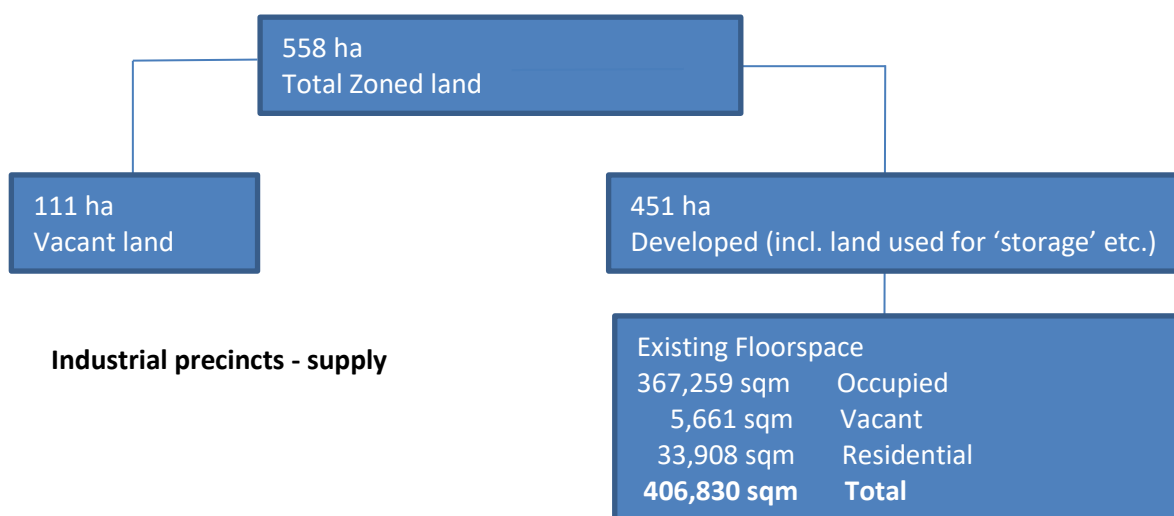 558 ha
Total Zoned land
111 ha
Vacant land
451 ha
Developed (incl. land used for ‘storage’ etc.)
Industrial precincts - supply
Existing Floorspace
367,259 sqm Occupied
5,661 sqm Vacant
33,908 sqm Residential
406,830 sqm Total